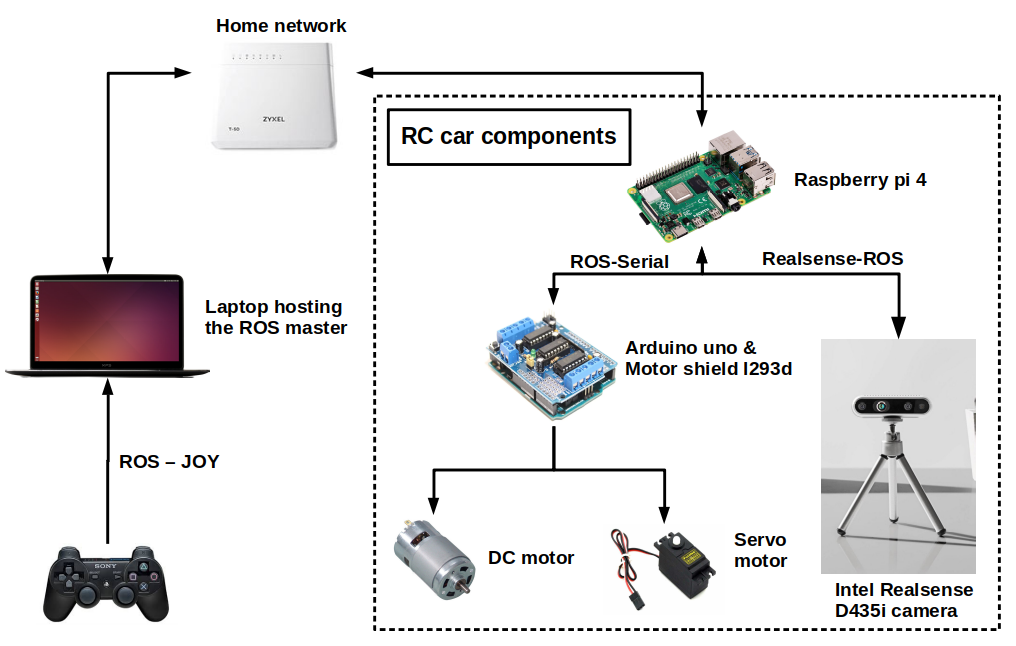 Home network
ZYXEL
RC car components
Raspberry pi 4
ROS-Serial
Realsense-ROS
Laptop hosting
the ROS master
Arduino uno &
Motor shield l293d
ROS – JOY
SONY
DC motor
Servo
motor
Intel Realsense
D435i camera